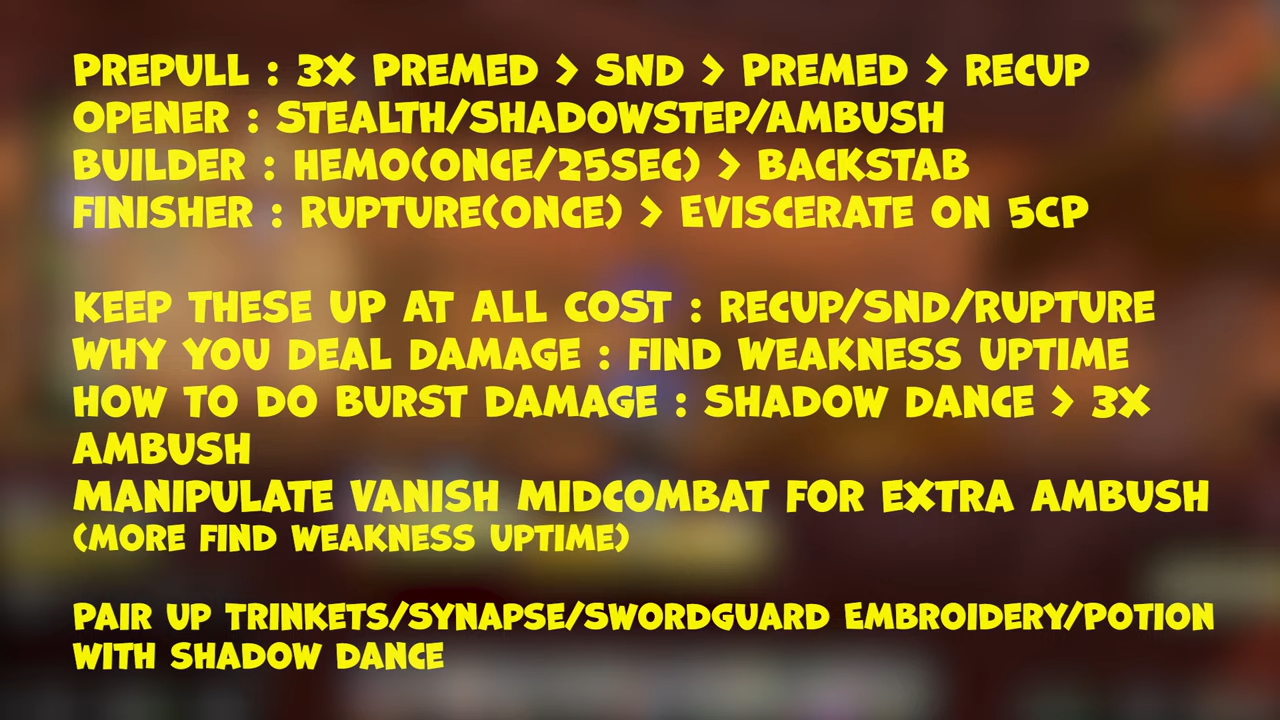 PREPULL : 3X PREMED > SND > PREMED > RECUP
OPENER : STEALTH/SHADOWSTEP/AMBUSH
BUILDER : HEMO(ONCE/25SEC) > BACKSTAB
FINISHER : RUPTURE(ONCE) > EVISCERATE ON 5CP
KEEP THESE UP AT ALL COST : RECUP/SND/RUPTURE
WHY YOU DEAL DAMAGE : FIND WEAKNESS UPTIME
HOW TO DO BURST DAMAGE : SHADOW DANCE > 3X
AMBUSH
MANIPULATE VANISH MIDCOMBAT FOR EXTRA AMBUSH
(MORE FIND WEAKNESS UPTIME)
PAIR UP TRINKETS/SYNAPSE/SWORDGUARD EMBROIDERY/POTION
WITH SHADOW DANCE